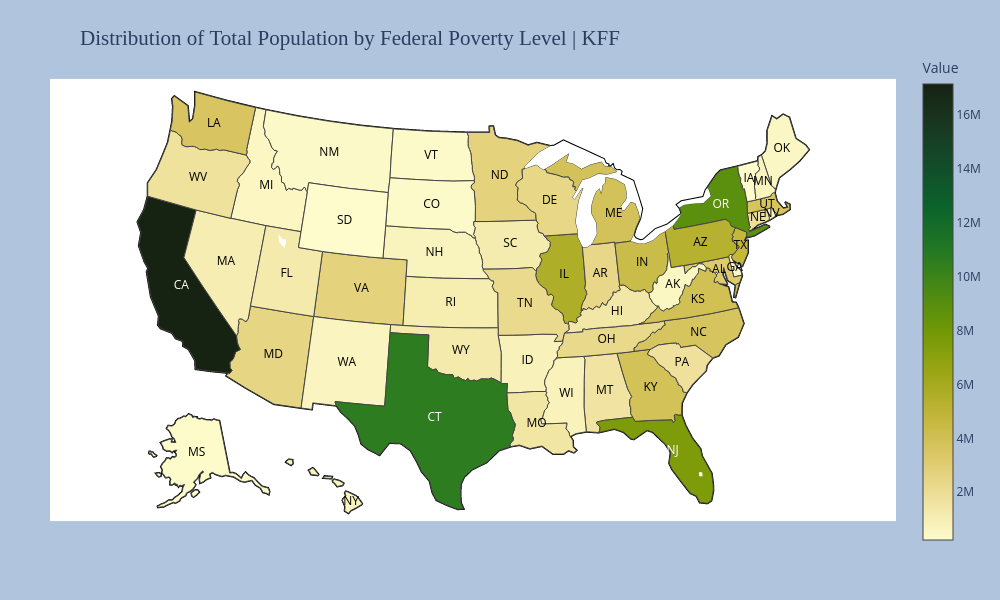 Distribution of Total Population by Federal Poverty Level | KFF
Value
16M
14M
12M
10M
8M
6M
4M
2M
LA
NM
VT
OK
WV
MI
ND
IA
MN
DE
CO
OR
UT
NV
NE
ME
SD
SC
AZ
TX
NH
MA
FL
IN
AL
GA
CA
IL
AR
AK
VA
RI
TN
KS
HI
NC
OH
MD
WA
WY
ID
PA
WI
MT
KY
CT
MO
NJ
MS
NY